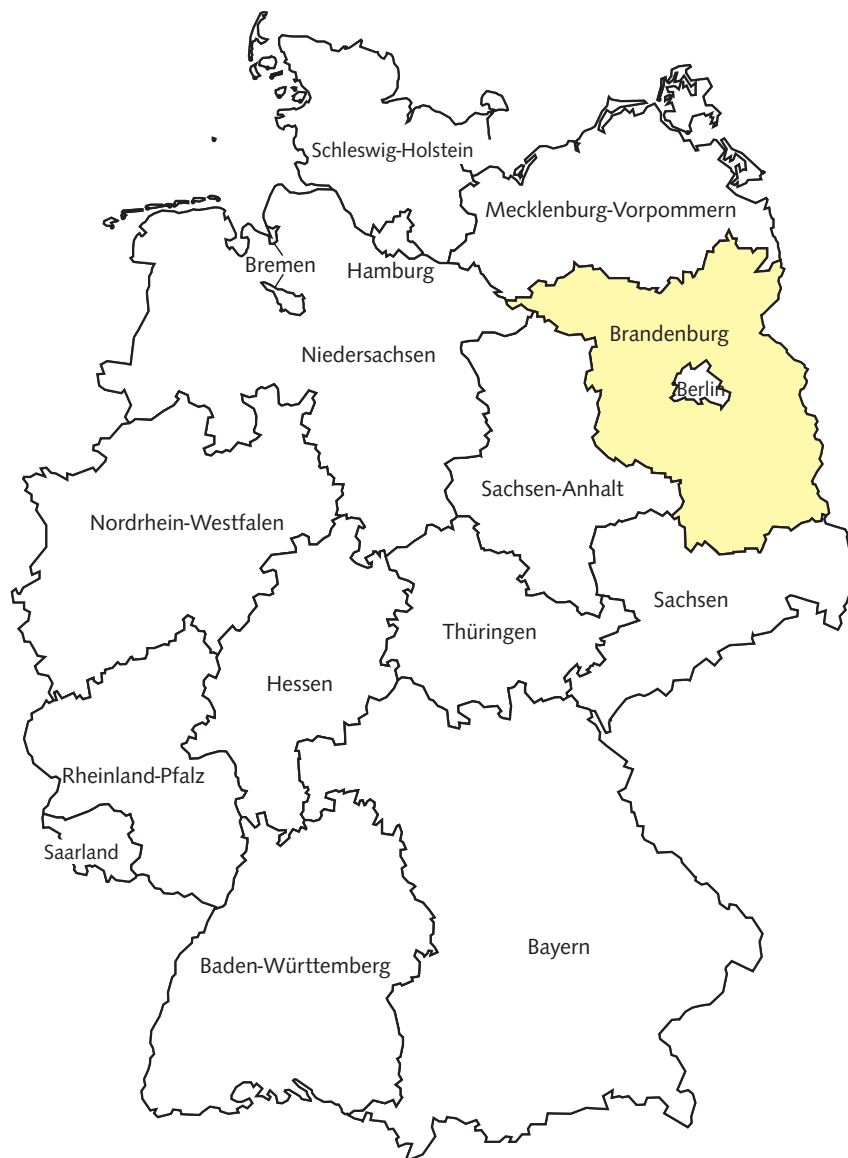 Schleswig-Holstein
Mecklenburg-Vorpommern
Bremen
Hamburg
Brandenburg
Niedersachsen
Berlin
Sachsen-Anhalt
Nordrhein-Westfalen
Sachsen
Thüringen
Hessen
Rheinland-Pfalz
Saarland
Bayern
Baden-Württemberg